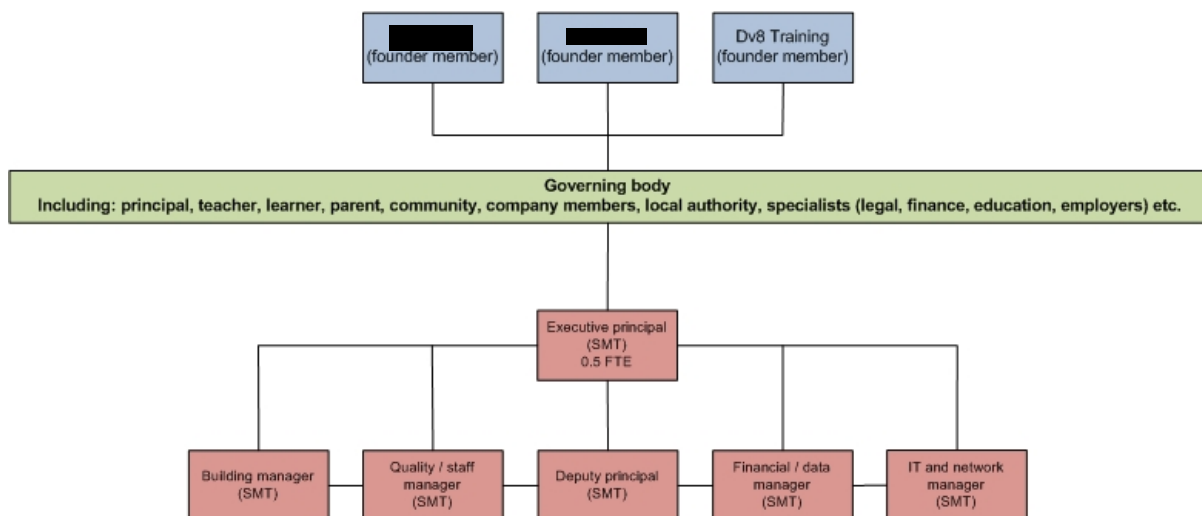 (founder member)
(founder member)
Dv8 Training
(founder member)
Governing body
Including: principal, teacher, learner, parent, community, company members, local authority, specialists (legal, finance, education, employers) etc.
Executive principal
(SMT)
0.5 FTE
Building manager
(SMT)
Quality / staff
manager
(SMT)
Deputy principal
(SMT)
Financial / data
manager
(SMT)
IT and network
manager
(SMT)